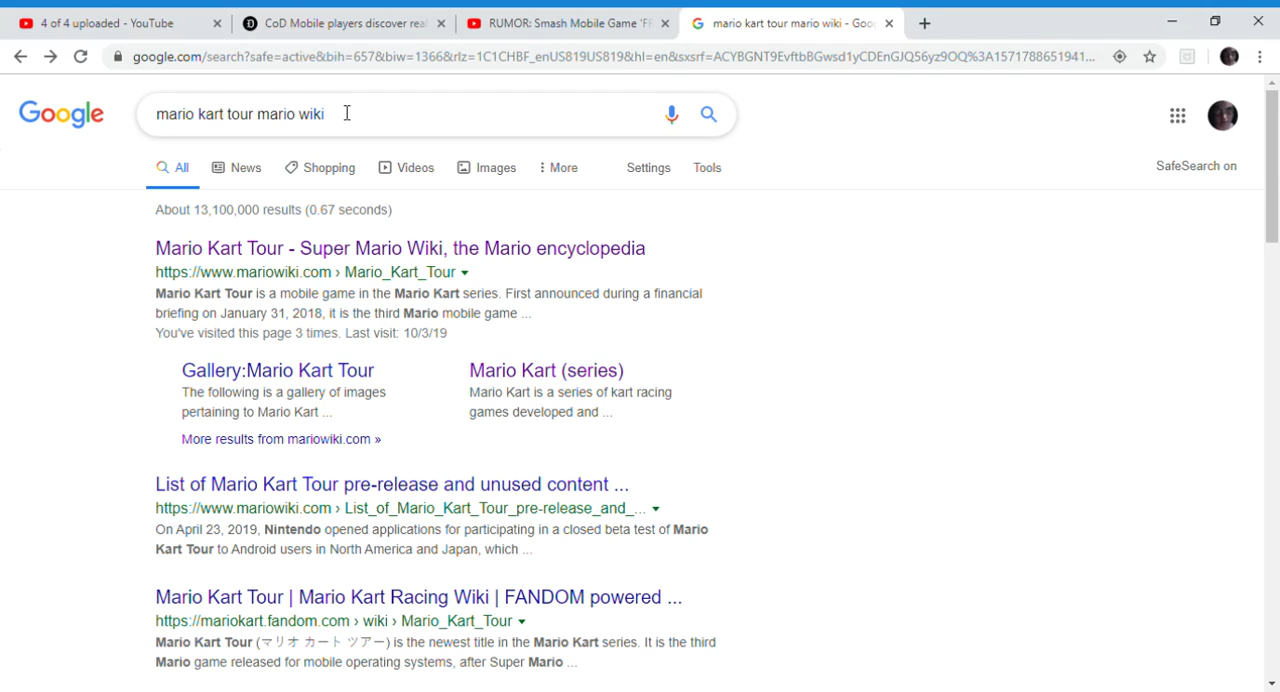 4 of 4 uploaded - YouTube
CoD Mobile players discover real
RUMOR: Smash Mobile Game 'FF
mario kart tour mario wiki - Goo
google.com/search?safe=active&bih=657&biw=1366&rlz=1C1CHBF_enUS819US819&hl=en&sxsrf=ACYBGNT9EvftbBGwsd1yCDEnGJQ56yz9OQ%3A1571788651941...
Google
mario kart tour mario wiki
All
News
Shopping
Videos
Images
More
Settings
Tools
SafeSearch on
About 13,100,000 results (0.67 seconds)
Mario Kart Tour - Super Mario Wiki, the Mario encyclopedia
https://www.mariowiki.com › Mario_Kart_Tour
Mario Kart Tour is a mobile game in the Mario Kart series. First announced during a financial
briefing on January 31, 2018, it is the third Mario mobile game ...
You've visited this page 3 times. Last visit: 10/3/19
Gallery:Mario Kart Tour
The following is a gallery of images
pertaining to Mario Kart ...
Mario Kart (series)
Mario Kart is a series of kart racing
games developed and ...
More results from mariowiki.com »
List of Mario Kart Tour pre-release and unused content ...
https://www.mariowiki.com › List_of_Mario_Kart_Tour_pre-release_and_...
On April 23, 2019, Nintendo opened applications for participating in a closed beta test of Mario
Kart Tour to Android users in North America and Japan, which ...
Mario Kart Tour | Mario Kart Racing Wiki | FANDOM powered ...
https://mariokart.fandom.com › wiki › Mario_Kart_Tour
Mario Kart Tour (マリオ カート ツアー) is the newest title in the Mario Kart series. It is the third
Mario game released for mobile operating systems, after Super Mario ...